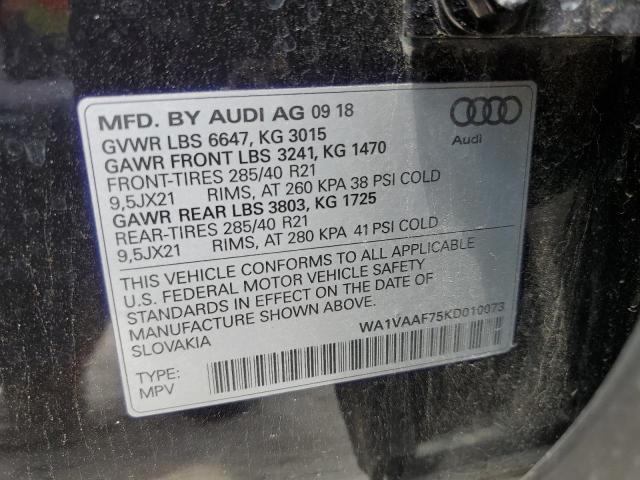 MFD. BY AUDI AG 09 18
GVWR LBS 6647, KG 3015
GAWR FRONT LBS 3241, KG 1470
FRONT-TIRES 285/40 R21
9,5JX21 RIMS, AT 260 KPA 38 PSI COLD
GAWR REAR LBS 3803, KG 1725
REAR-TIRES 285/40 R21
9,5JX21 RIMS, AT 280 KPA 41 PSI COLD
Audi
THIS VEHICLE CONFORMS TO ALL APPLICABLE
U.S. FEDERAL MOTOR VEHICLE SAFETY
STANDARDS IN EFFECT ON THE DATE OF
MANUFACTURE SHOWN ABOVE.
SLOVAKIA
WA1VAAF75KD010073
TYPE:
MPV